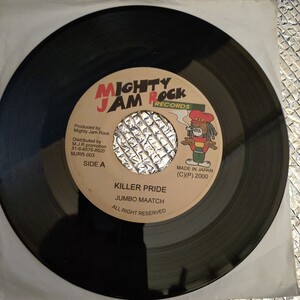 MIGHTY
JAM ROCK
RECORDS
Produced by
Mighty Jam Rock
Distributed by
M.J.R promotion
SIDE A
MADE IN JAPAN
(C)(P) 2000
KILLER PRIDE
JUMBO MAATCH
ALL RIGHT RESERVED